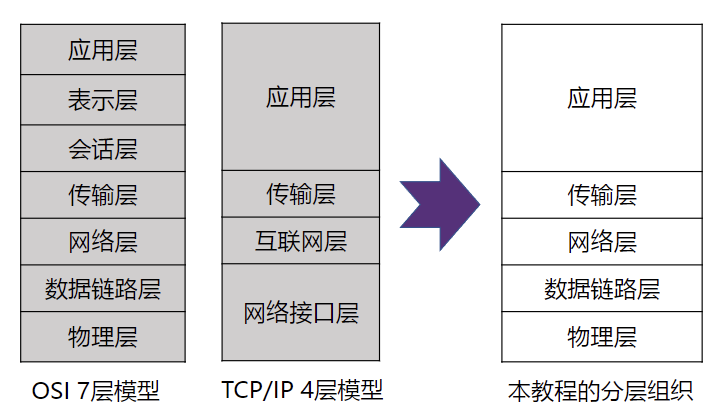 应用层
表示层
会话层
传输层
网络层
数据链路层
物理层
OSI 7层模型
应用层
传输层
互联网层
网络接口层
TCP/IP 4层模型
应用层
传输层
网络层
数据链路层
物理层
本教程的分层组织